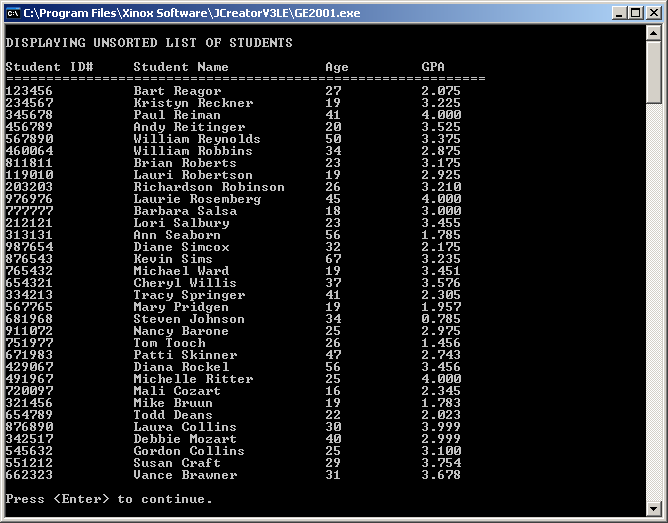 C:\Program Files\Xinox Software\JCreatorV3LE\GE2001.exe
DISPLAYING UNSORTED LIST OF STUDENTS
Student ID# Student Name Age GPA
============================================================
123456 Bart Reagor 27 2.075
234567 Kristyn Reckner 19 3.225
345678 Paul Reiman 41 4.000
456789 Andy Reitinger 20 3.525
567890 William Reynolds 50 3.375
460064 William Robbins 34 2.875
811811 Brian Roberts 23 3.175
119010 Lauri Robertson 19 2.925
203203 Richardson Robinson 26 3.210
976976 Laurie Rosemberg 45 4.000
777777 Barbara Salsa 18 3.000
212121 Lori Salbury 23 3.455
313131 Ann Seaborn 56 1.785
987654 Diane Simcox 32 2.175
876543 Kevin Sims 67 3.235
765432 Michael Ward 19 3.451
654321 Cheryl Willis 37 3.576
334213 Tracy Springer 41 2.305
567765 Mary Pridgen 19 1.957
681968 Steven Johnson 34 0.785
911072 Nancy Barone 25 2.975
751977 Tom Tooch 26 1.456
671983 Patti Skinner 47 2.743
429067 Diana Rockel 56 3.456
491967 Michelle Ritter 25 4.000
720097 Mali Cozart 16 2.345
321456 Mike Bruun 19 1.783
654789 Todd Deans 22 2.023
876890 Laura Collins 30 3.999
342517 Debbie Mozart 40 2.999
545632 Gordon Collins 25 3.100
551212 Susan Craft 29 3.754
662323 Vance Brawner 31 3.678
Press <Enter> to continue.